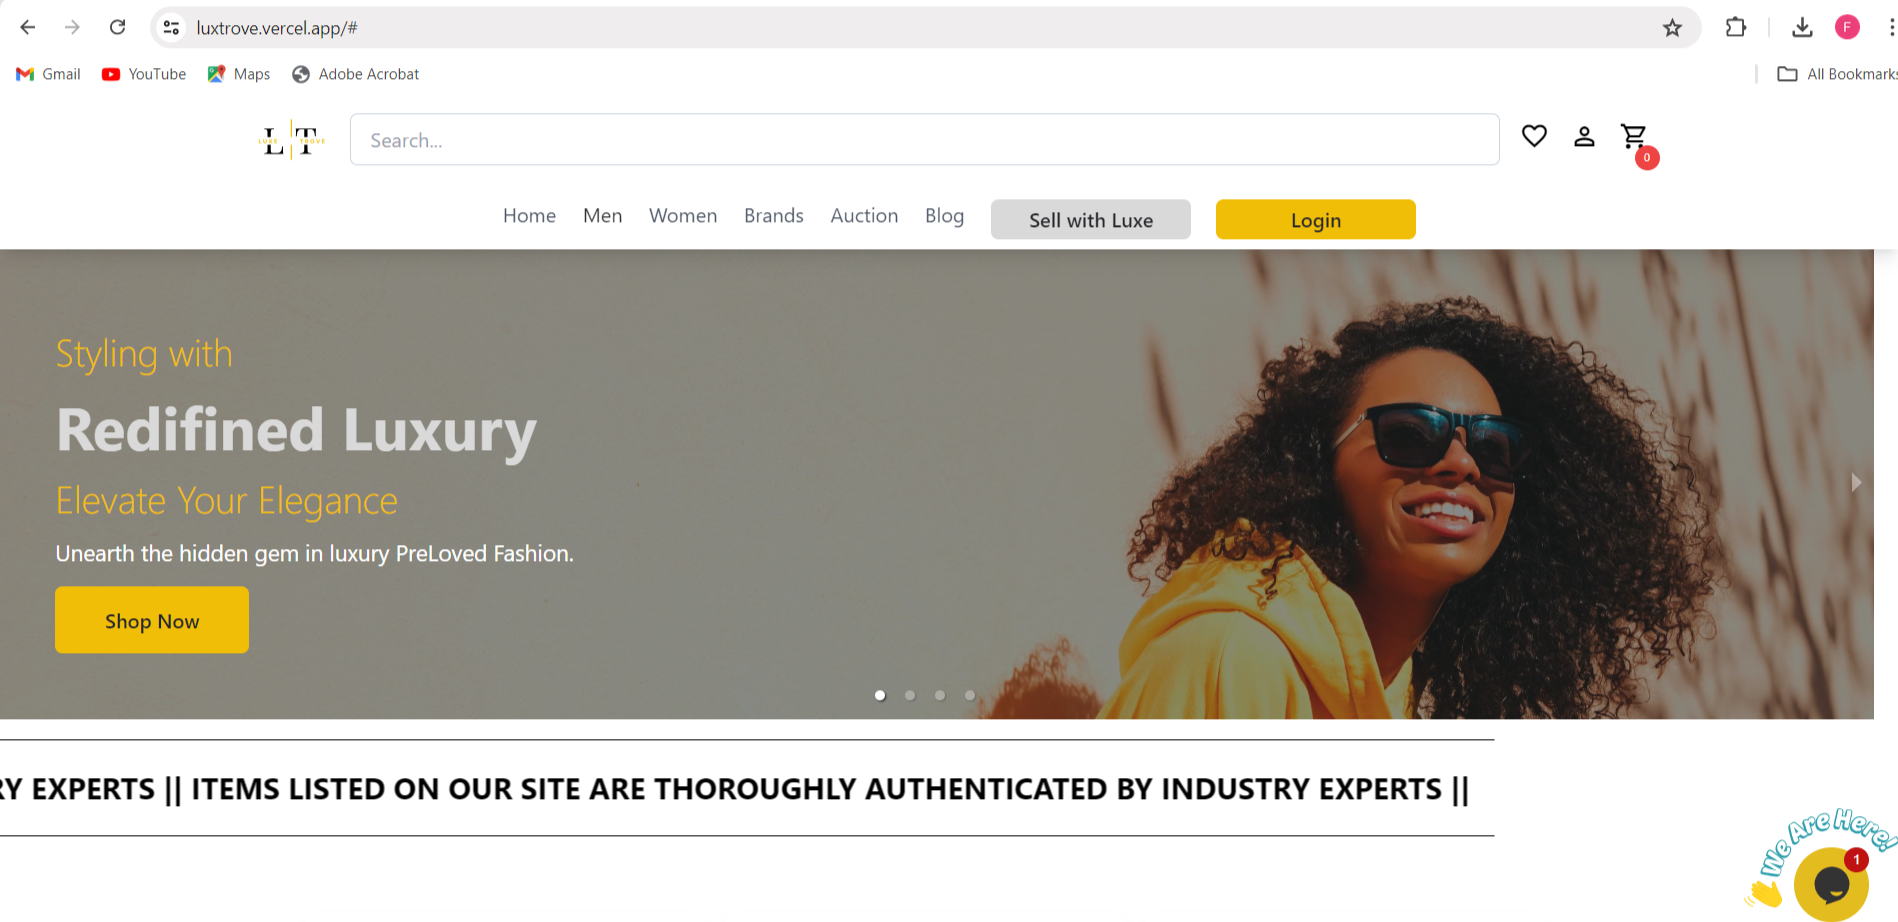 luxtrove.vercel.app/#
F
Gmail YouTube Maps Adobe Acrobat All Bookmarks
L T
LUXE TROVE
Search...
0
Home Men Women Brands Auction Blog Sell with Luxe Login
Styling with
Redifined Luxury
Elevate Your Elegance
Unearth the hidden gem in luxury PreLoved Fashion.
Shop Now
RY EXPERTS || ITEMS LISTED ON OUR SITE ARE THOROUGHLY AUTHENTICATED BY INDUSTRY EXPERTS ||
We Are Here!
1